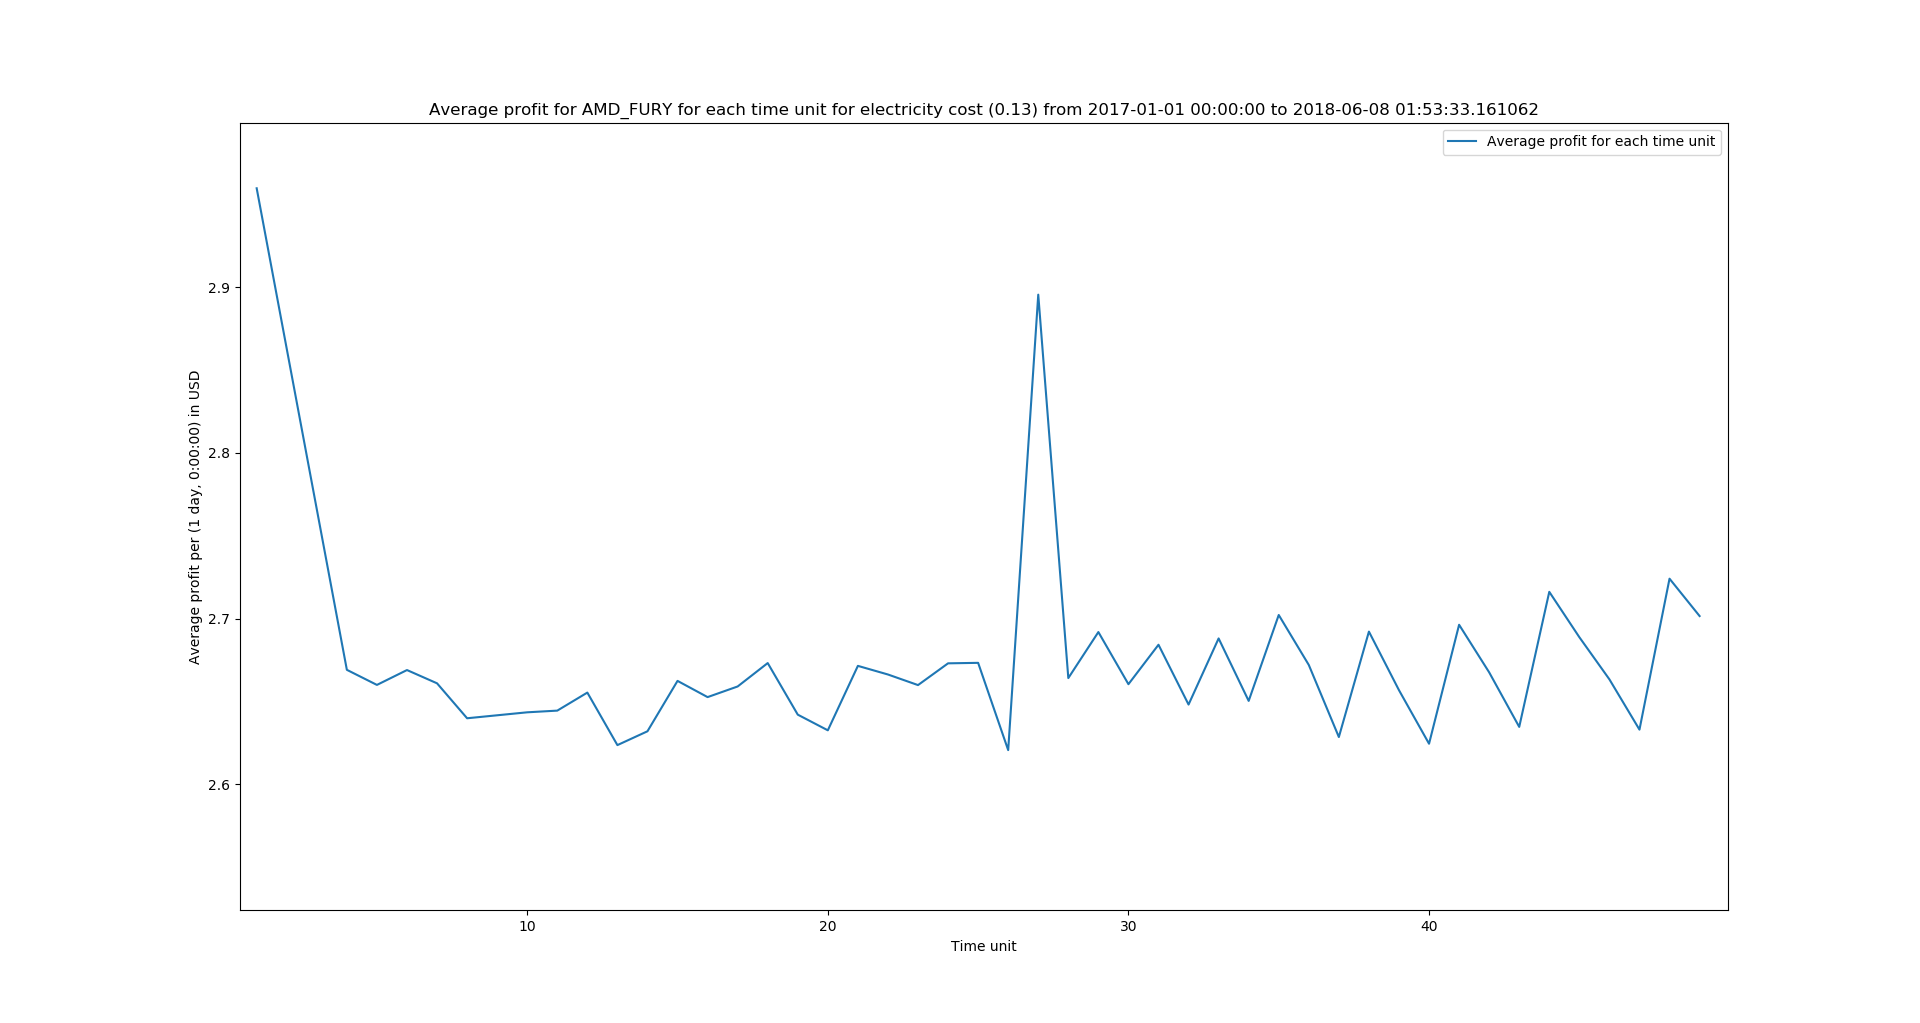 Average profit for AMD_FURY for each time unit for electricity cost (0.13) from 2017-01-01 00:00:00 to 2018-06-08 01:53:33.161062
Average profit for each time unit
Average profit per (1 day, 0:00:00) in USD
2.9
2.8
2.7
2.6
10
20
30
40
Time unit